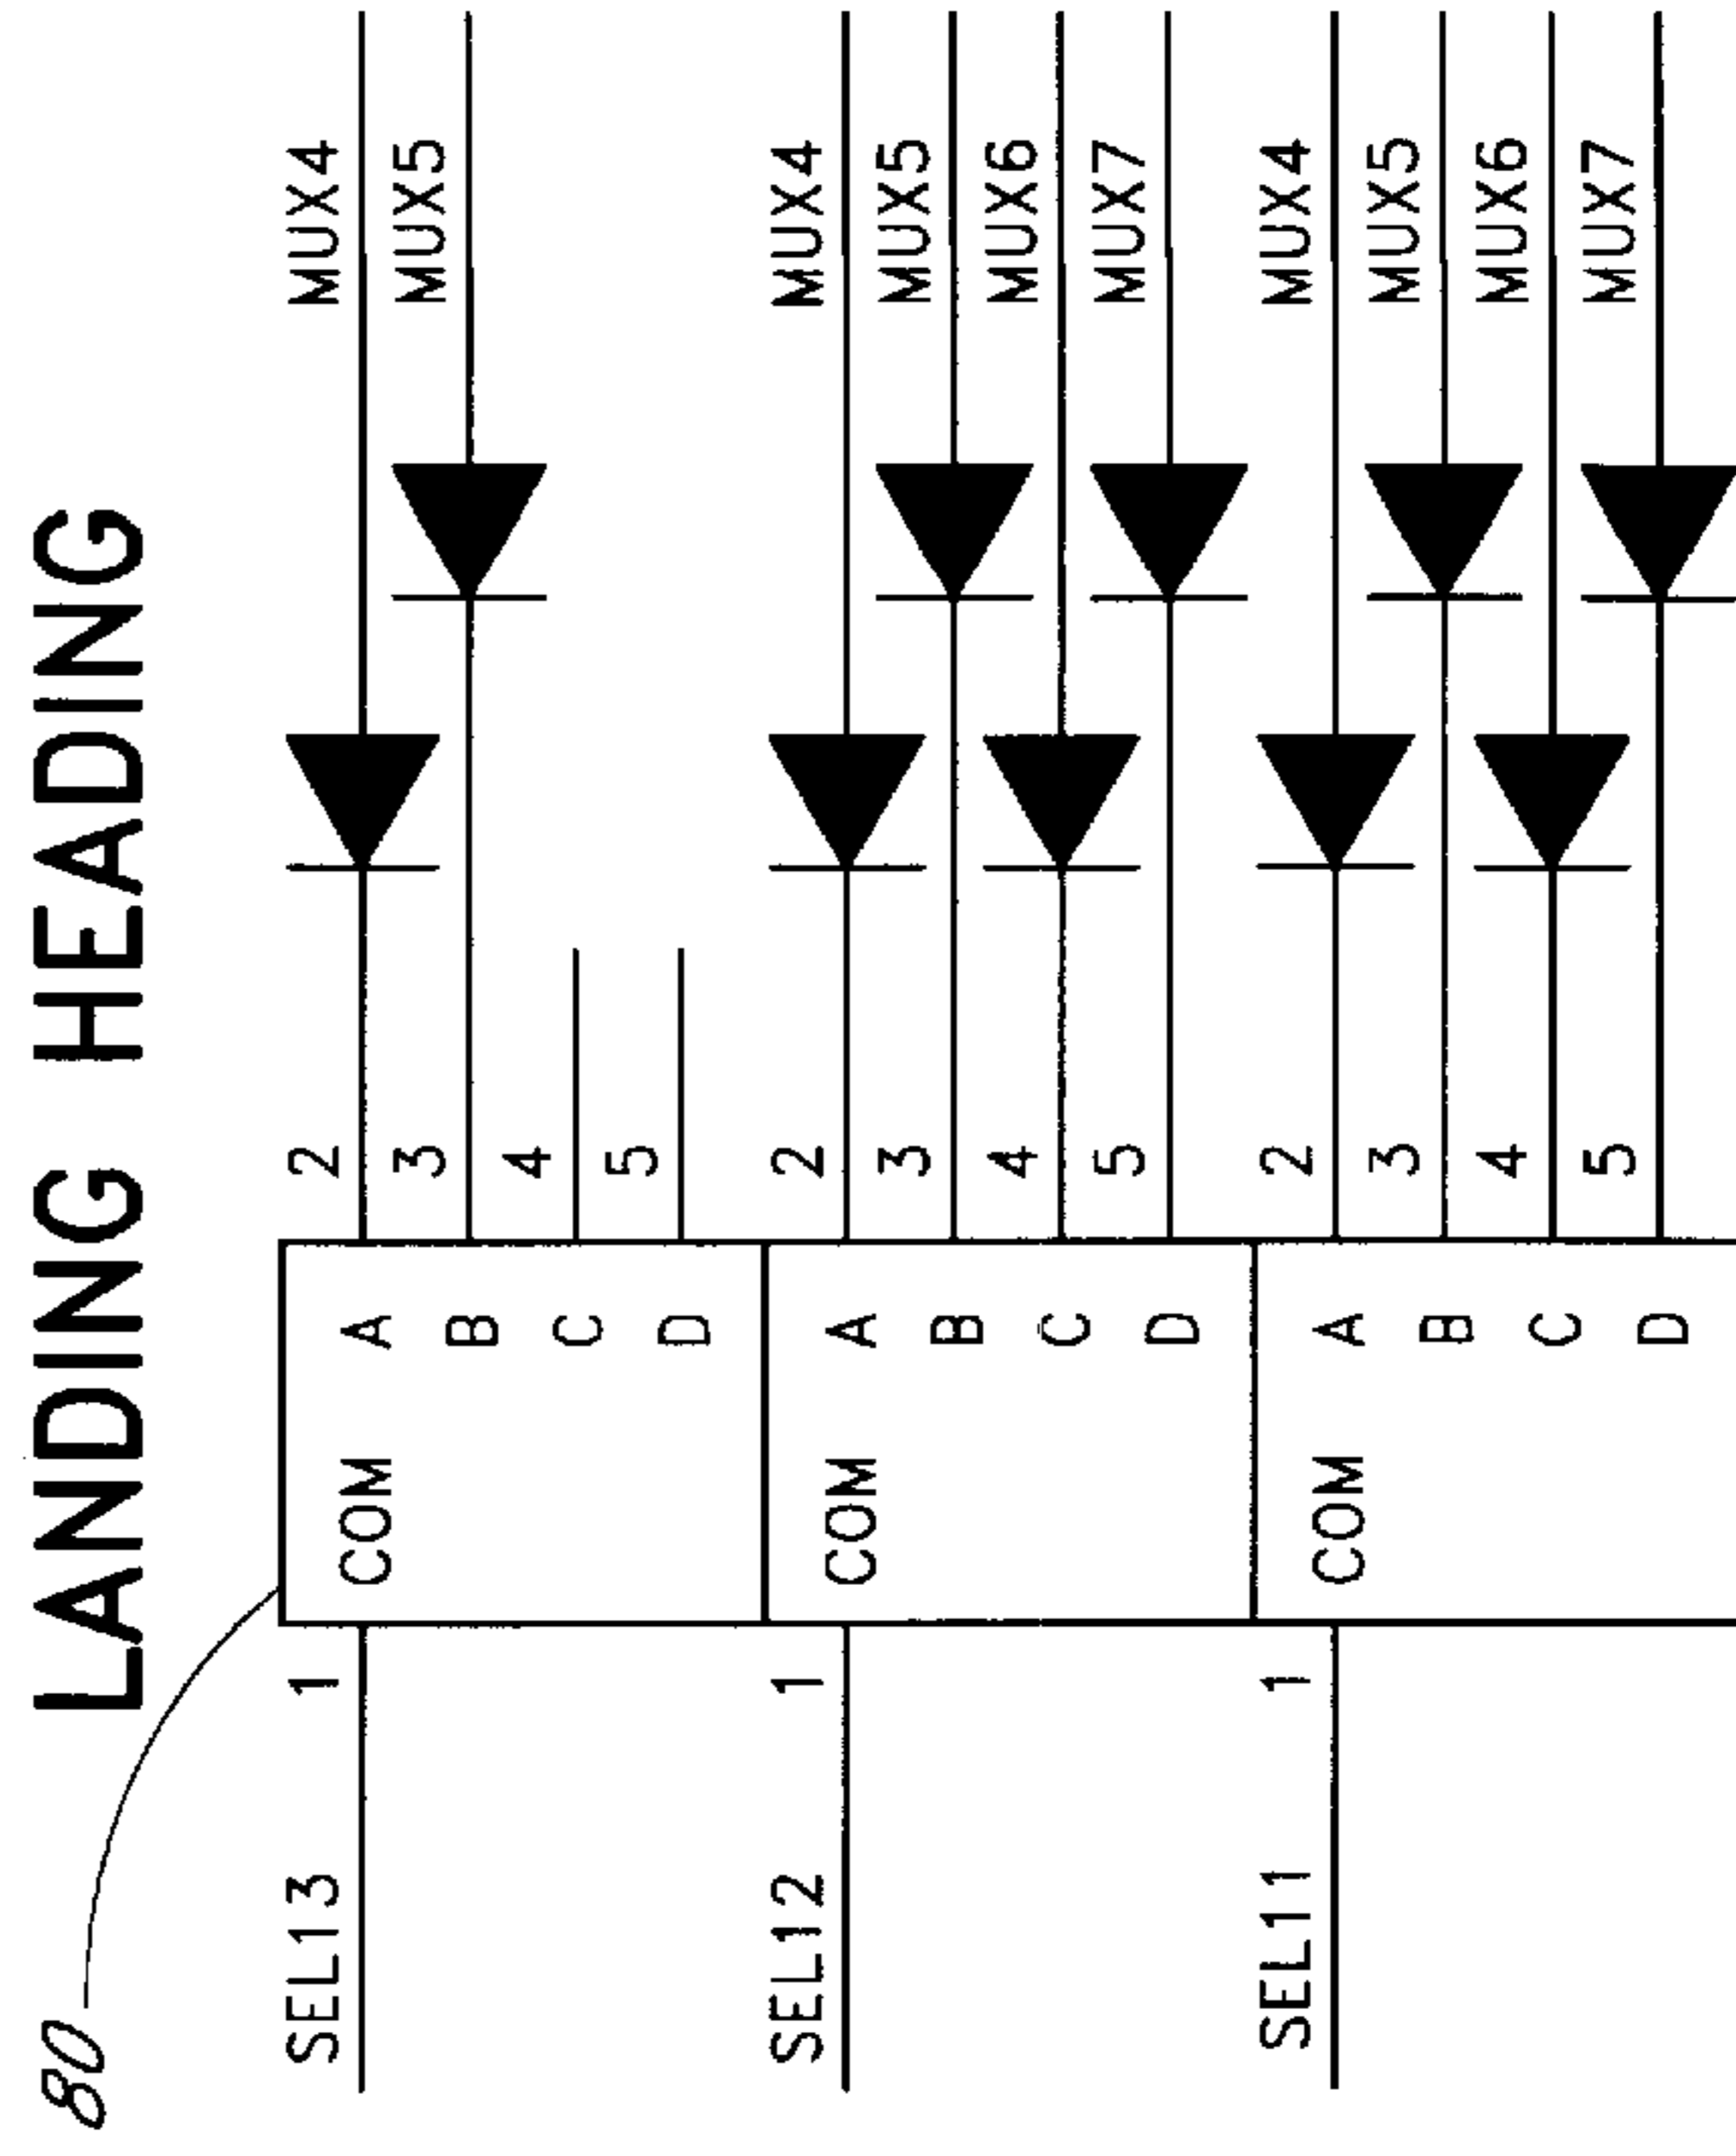 80
LANDING HEADING
SEL13 1 COM A 2 MUX4
B 3 MUX5
C 4
D 5
SEL12 1 COM A 2 MUX4
B 3 MUX5
C 4 MUX6
D 5 MUX7
SEL11 1 COM A 2 MUX4
B 3 MUX5
C 4 MUX6
D 5 MUX7